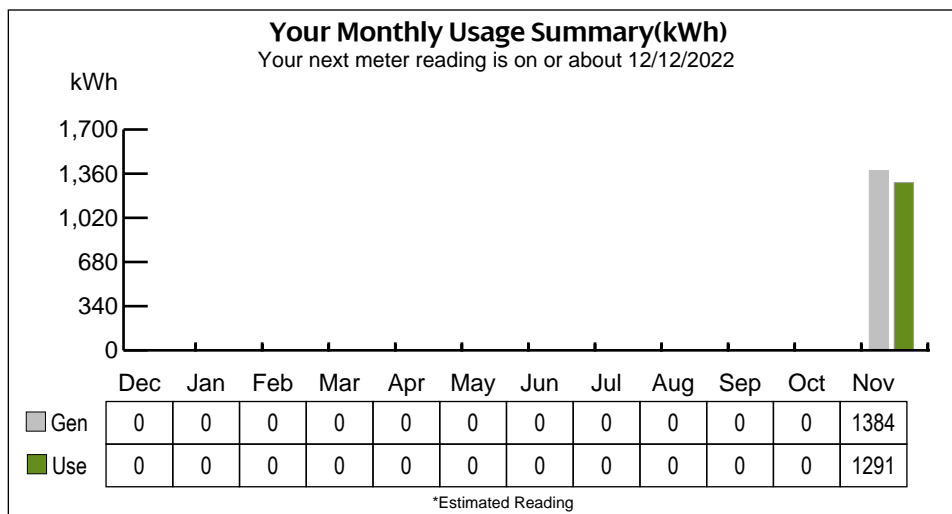 Your Monthly Usage Summary(kWh)
Your next meter reading is on or about 12/12/2022
kWh
1,700
1,360
1,020
680
340
0
Dec Jan Feb Mar Apr May Jun Jul Aug Sep Oct Nov
Gen 0 0 0 0 0 0 0 0 0 0 0 1384
Use 0 0 0 0 0 0 0 0 0 0 0 1291
*Estimated Reading